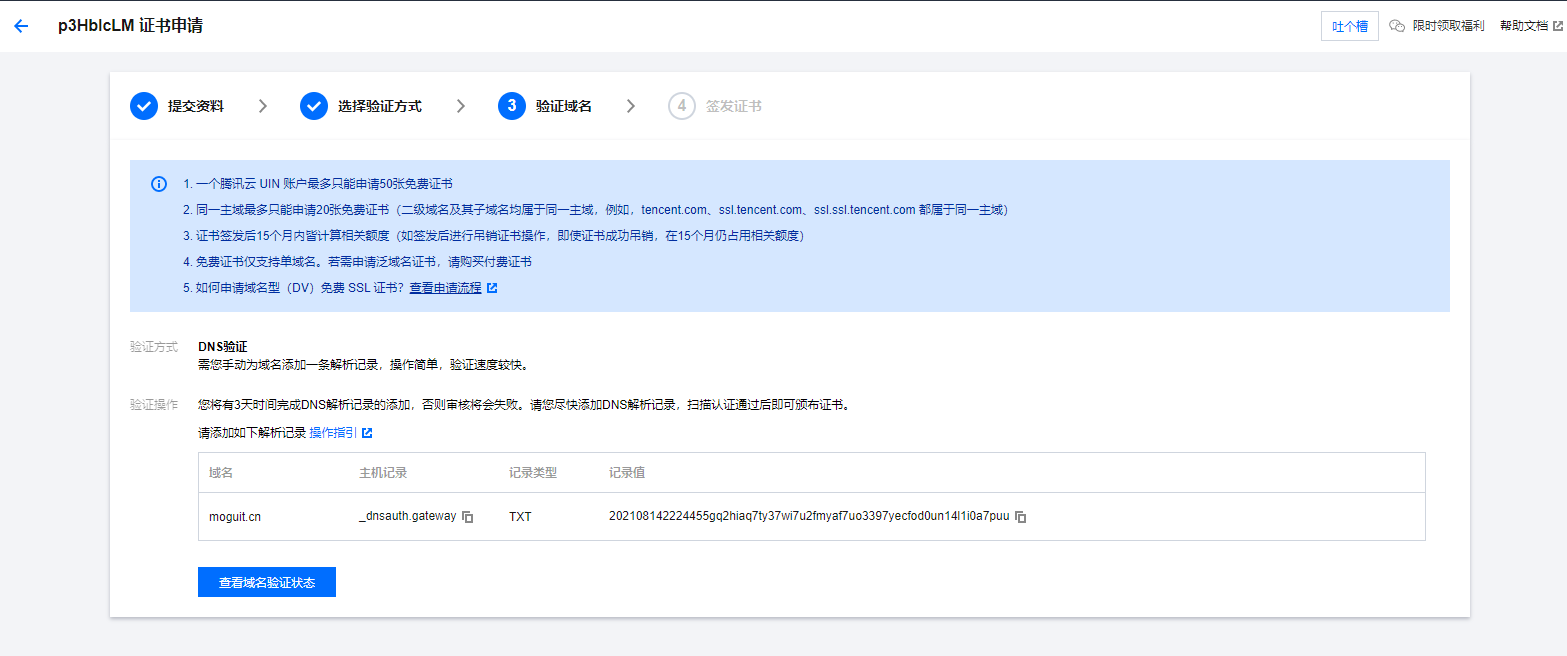 p3HblcLM 证书申请
吐个槽 限时领取福利 帮助文档
提交资料 选择验证方式 3 验证域名 4 签发证书
1. 一个腾讯云 UIN 账户最多只能申请50张免费证书
2. 同一主域最多只能申请20张免费证书（二级域名及其子域名均属于同一主域，例如，tencent.com、ssl.tencent.com、ssl.ssl.tencent.com 都属于同一主域）
3. 证书签发后15个月内皆计算相关额度（如签发后进行吊销证书操作，即使证书成功吊销，在15个月仍占用相关额度）
4. 免费证书仅支持单域名。若需申请泛域名证书，请购买付费证书
5. 如何申请域名型（DV）免费 SSL 证书？查看申请流程
验证方式 DNS验证
需您手动为域名添加一条解析记录，操作简单，验证速度较快。
验证操作 您将有3天时间完成DNS解析记录的添加，否则审核将会失败。请您尽快添加DNS解析记录，扫描认证通过后即可颁布证书。
请添加如下解析记录 操作指引
域名 主机记录 记录类型 记录值
moguit.cn _dnsauth.gateway TXT 202108142224455gq2hiaq7ty37wi7u2fmyaf7uo3397yecfod0un14l1i0a7puu
查看域名验证状态